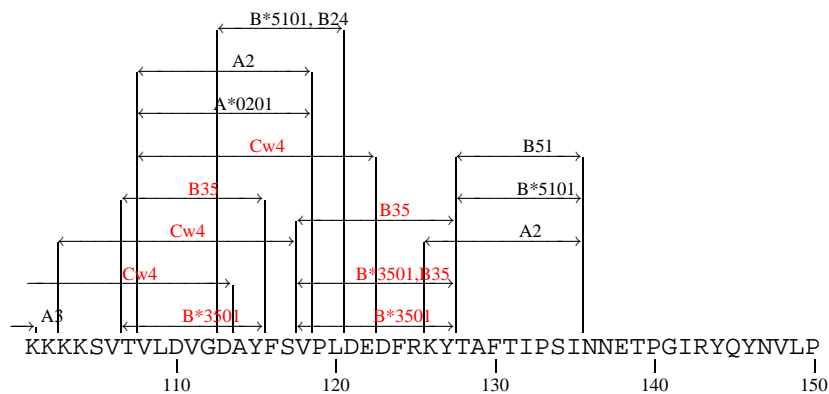 B*5101, B24
A2
A*0201
Cw4
B51
B35
B*5101
B35
Cw4
A2
Cw4
B*3501,B35
A3
B*3501
B*3501
KKKKSVTVLDVGDAYFSVPLDEDFRKYTAFTIPSINNETPGIRYQYNVLP
110 120 130 140 150